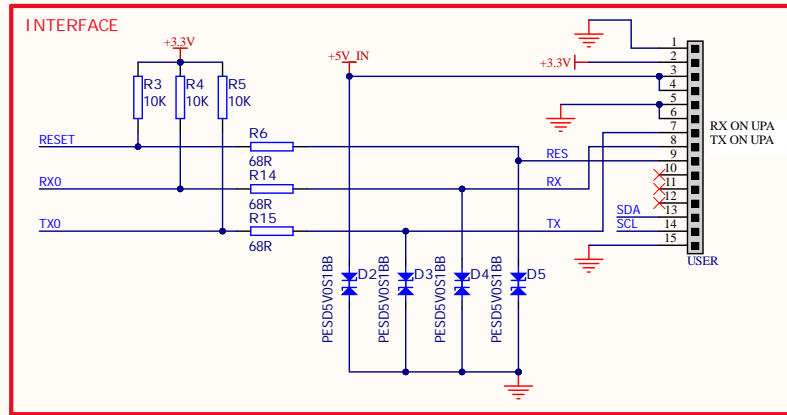 INTERFACE
+3.3V
+5V_IN
+3.3V
R3
10K
R4
10K
R5
10K
RESET
R6
68R
RES
RX0
R14
68R
RX
TX0
R15
68R
TX
1
2
3
4
5
6
7
8
9
10
11
12
13
14
15
RX ON UPA
TX ON UPA
SDA
SCL
USER
PESD5V0S1BB
D2
PESD5V0S1BB
D3
PESD5V0S1BB
D4
PESD5V0S1BB
D5